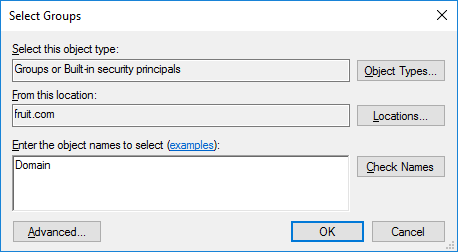 Select Groups
Select this object type:
Groups or Built-in security principals
Object Types...
From this location:
fruit.com
Locations...
Enter the object names to select (examples):
Domain
Check Names
Advanced...
OK
Cancel